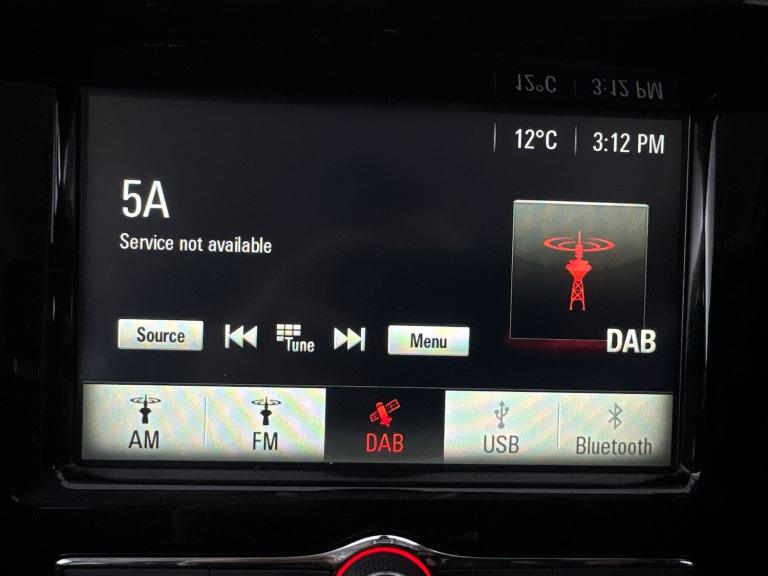 12°C 3:12 PM
5A
Service not available
DAB
Source Tune Menu
AM FM DAB USB Bluetooth